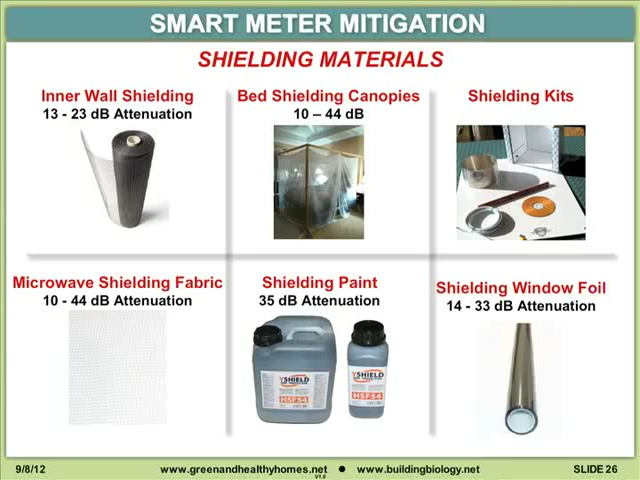 SMART METER MITIGATION
SHIELDING MATERIALS
Inner Wall Shielding
13 - 23 dB Attenuation
Bed Shielding Canopies
10 – 44 dB
Shielding Kits
Microwave Shielding Fabric
10 - 44 dB Attenuation
Shielding Paint
35 dB Attenuation
YSHIELD
HSF54
YSHIELD
HSF54
Shielding Window Foil
14 - 33 dB Attenuation
9/8/12
www.greenandhealthyhomes.net ● www.buildingbiology.net
V1.0
SLIDE 26